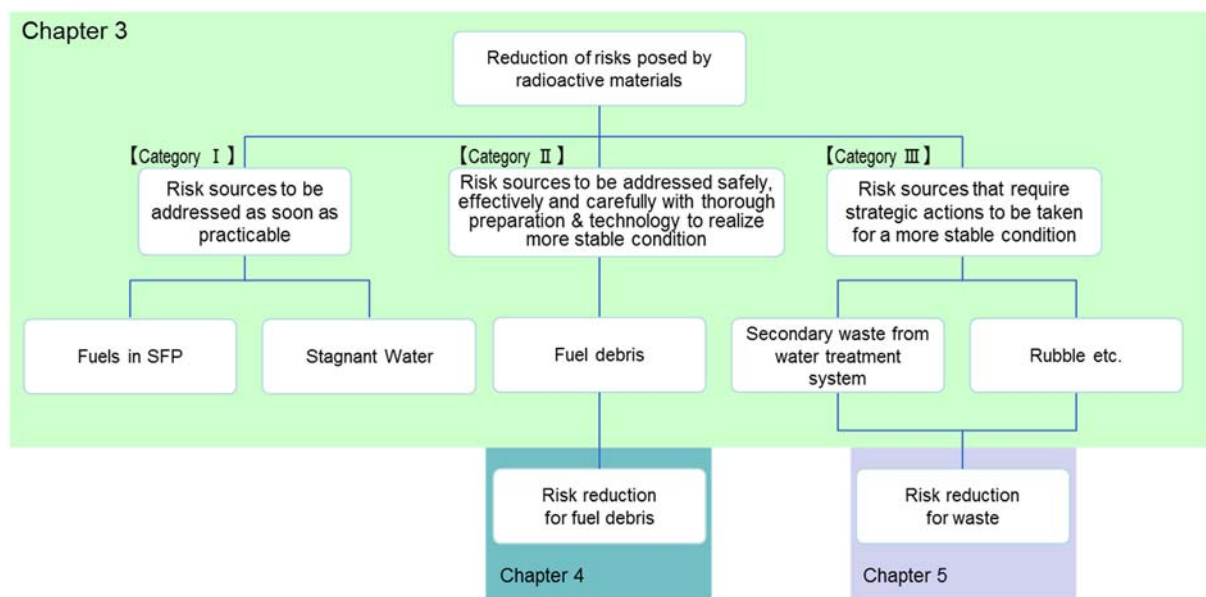 Chapter 3
Reduction of risks posed by
radioactive materials
【Category Ⅰ】
Risk sources to be
addressed as soon as
practicable
【Category Ⅱ】
Risk sources to be addressed safely,
effectively and carefully with thorough
preparation & technology to realize
more stable condition
【Category Ⅲ】
Risk sources that require
strategic actions to be taken
for a more stable condition
Fuels in SFP
Stagnant Water
Fuel debris
Secondary waste from
water treatment
system
Rubble etc.
Risk reduction
for fuel debris
Chapter 4
Risk reduction
for waste
Chapter 5